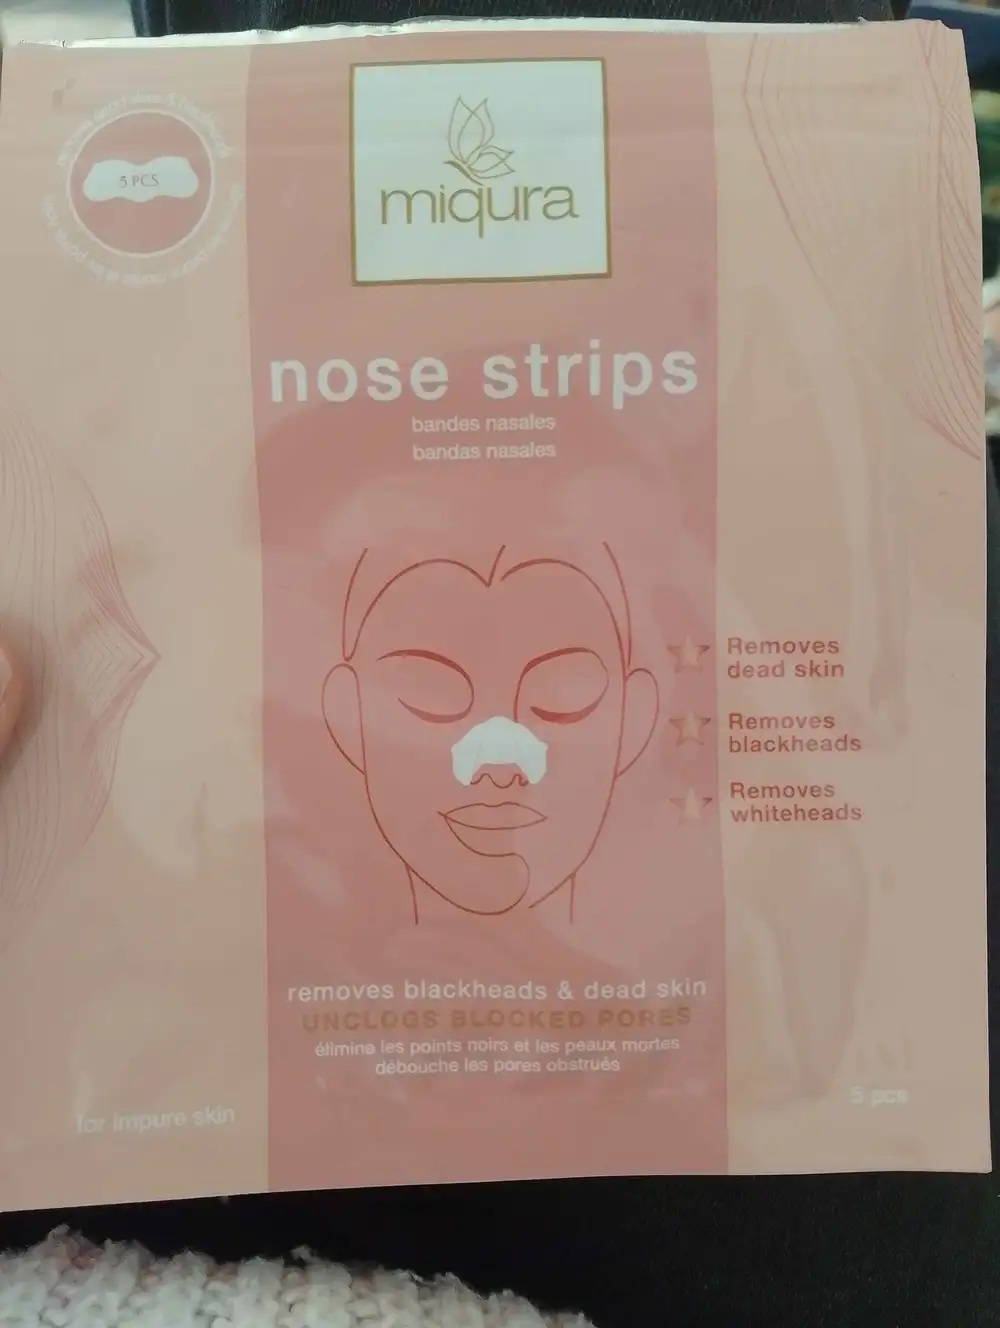 5 PCS
miqura
nose strips
bandes nasales
bandas nasales
Removes
dead skin
Removes
blackheads
Removes
whiteheads
removes blackheads & dead skin
UNCLOGS BLOCKED PORES
élimine les points noirs et les peaux mortes
débouche les pores obstrués
for impure skin
5 pcs